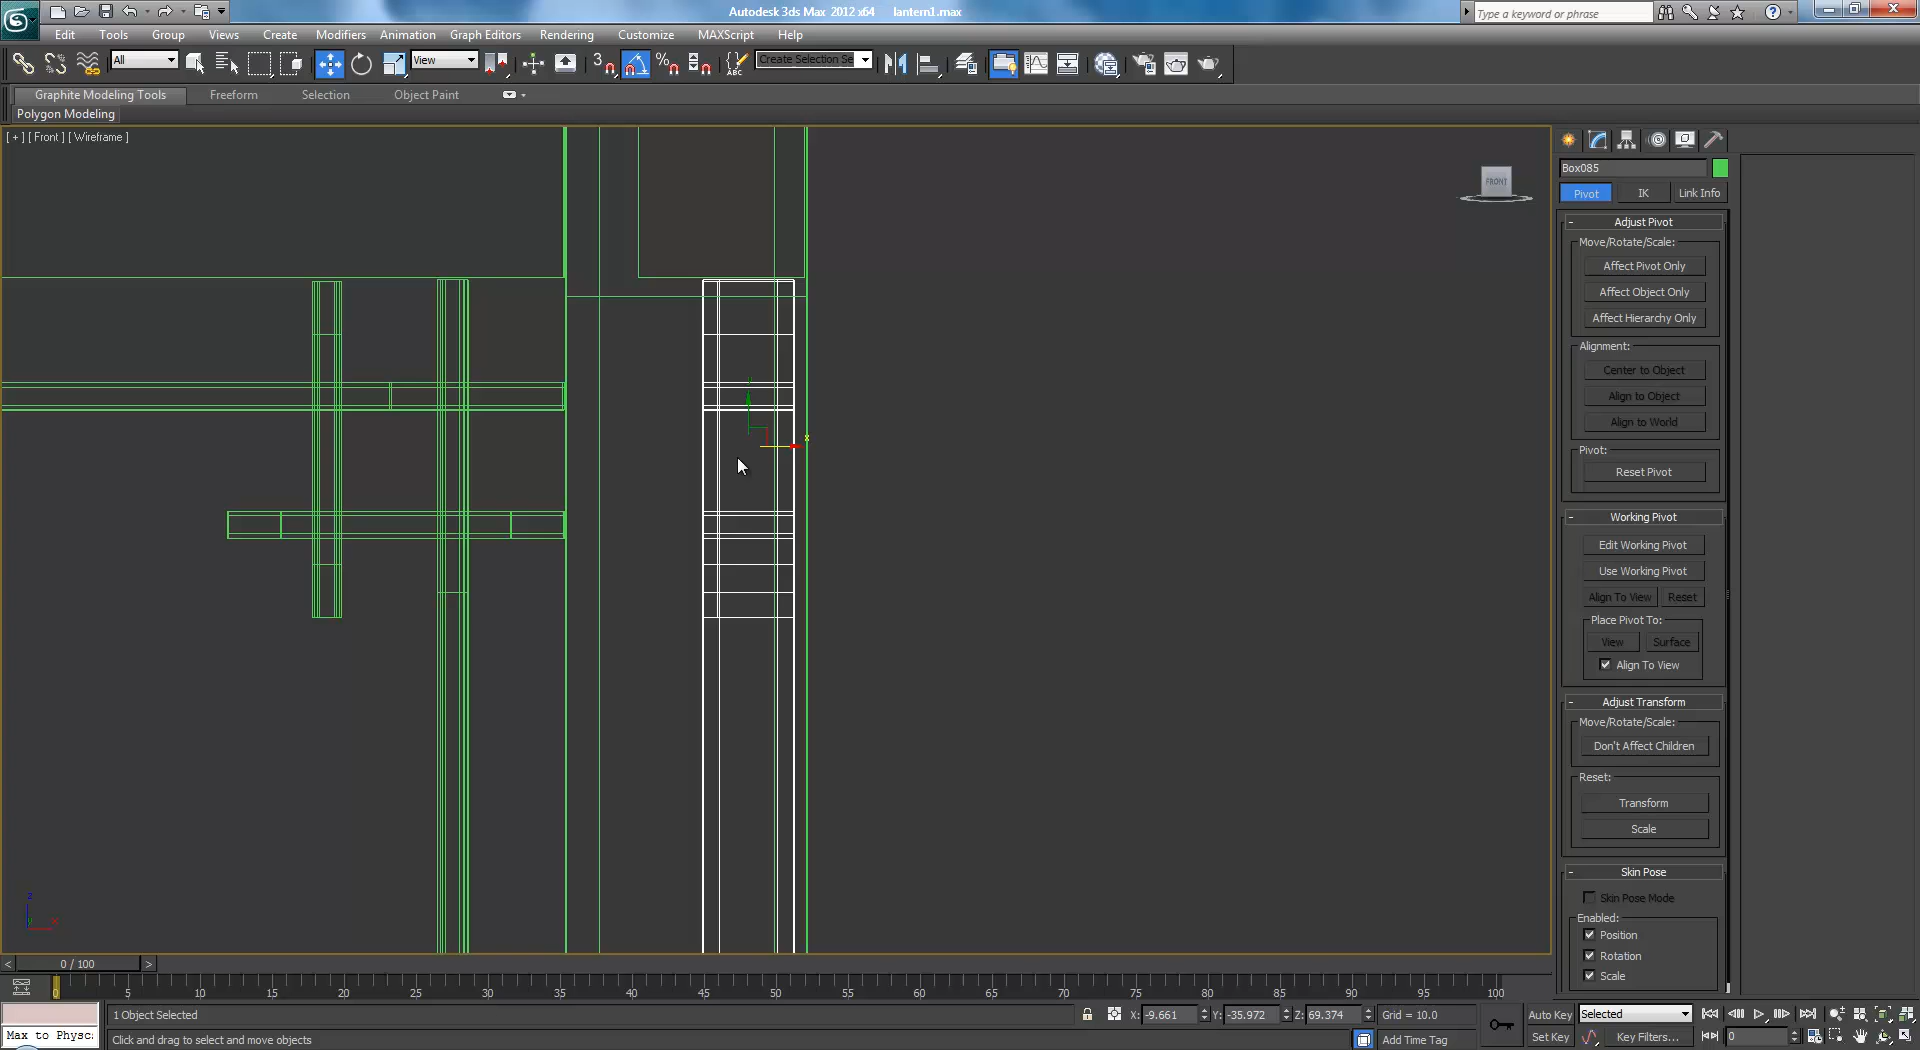 Autodesk 3ds Max 2012 x64 lantern1.max
Type a keyword or phrase
Edit Tools Group Views Create Modifiers Animation Graph Editors Rendering Customize MAXScript Help
All View 3 Create Selection Se
Graphite Modeling Tools Freeform Selection Object Paint
Polygon Modeling
[ + ] [ Front ] [ Wireframe ]
FRONT
Box085
Pivot IK Link Info
- Adjust Pivot
Move/Rotate/Scale:
Affect Pivot Only
Affect Object Only
Affect Hierarchy Only
Alignment:
Center to Object
Align to Object
Align to World
Pivot:
Reset Pivot
- Working Pivot
Edit Working Pivot
Use Working Pivot
Align To View Reset
Place Pivot To:
View Surface
Align To View
- Adjust Transform
Move/Rotate/Scale:
Don't Affect Children
Reset:
Transform
Scale
- Skin Pose
Skin Pose Mode
Enabled:
Position
Rotation
Scale
z
x
< 0 / 100 >
0 5 10 15 20 25 30 35 40 45 50 55 60 65 70 75 80 85 90 95 100
1 Object Selected X: -9.661 Y: -35.972 Z: 69.374 Grid = 10.0 Auto Key Selected
Max to Physc: Click and drag to select and move objects Add Time Tag Set Key Key Filters... 0